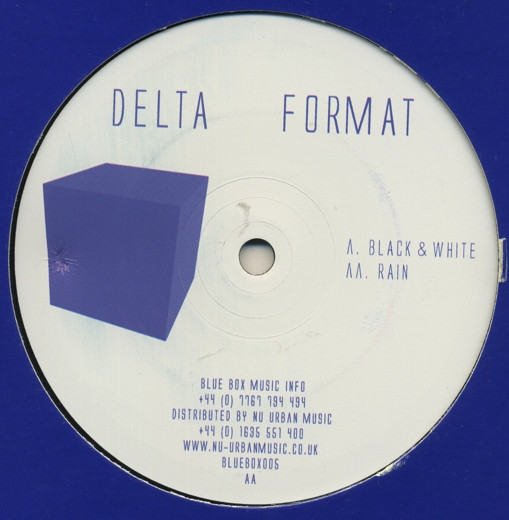 DELTA FORMAT
A. BLACK & WHITE
AA. RAIN
BLUE BOX MUSIC INFO
+44 (0) 7767 794 494
DISTRIBUTED BY NU URBAN MUSIC
+44 (0) 1635 551 400
WWW.NU-URBANMUSIC.CO.UK
BLUEBOX005
AA